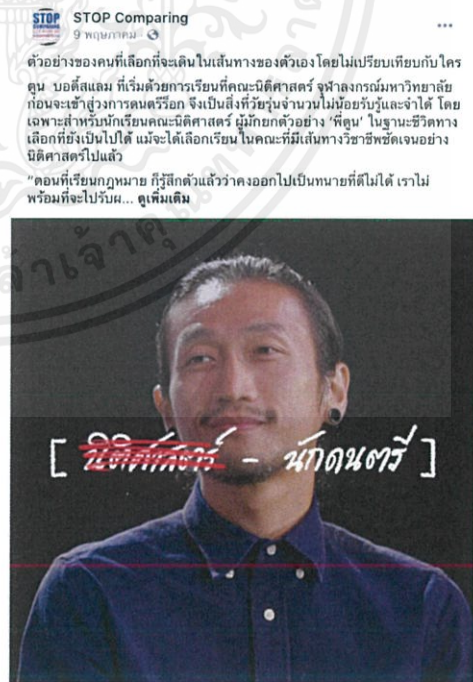 STOP Comparing
9 พฤษภาคม
ตัวอย่างของคนที่เลือกที่จะเดินในเส้นทางของตัวเอง โดยไม่เปรียบเทียบกับใคร
ตูน บอดี้สแลม ที่เริ่มด้วยการเรียนที่คณะนิติศาสตร์ จุฬาลงกรณ์มหาวิทยาลัย
ก่อนจะเข้าสู่วงการดนตรีร็อก จึงเป็นสิ่งที่วัยรุ่นจำนวนไม่น้อยรับรู้และจำได้ โดย
เฉพาะสำหรับนักเรียนคณะนิติศาสตร์ ผู้มักยกตัวอย่าง ‘พี่ตูน’ ในฐานะชีวิตทาง
เลือกที่ยังเป็นไปได้ แม้จะได้เลือกเรียนในคณะที่มีเส้นทางวิชาชีพชัดเจนอย่าง
นิติศาสตร์ไปแล้ว
“ตอนที่เรียนกฎหมาย ก็รู้สึกตัวแล้วว่าคงออกไปเป็นทนายที่ดีไม่ได้ เราไม่
พร้อมที่จะไปรับผ... ดูเพิ่มเติม
[ นิติศาสตร์ - นักดนตรี ]